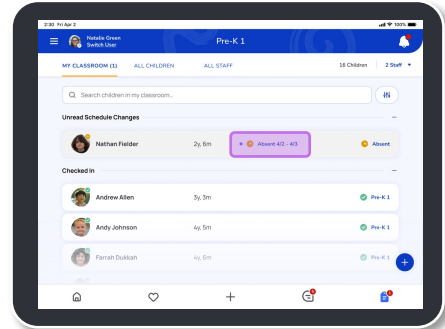 2:30 Fri Apr 2
100%
Natalie Green
Switch User
Pre-K 1
MY CLASSROOM (1) ALL CHILDREN ALL STAFF 16 Children 2 Staff
Search children in my classroom..
Unread Schedule Changes
Nathan Fielder 2y, 6m Absent 4/2 - 4/3 Absent
Checked In
Andrew Allen 3y, 3m Pre-K 1
Andy Johnson 4y, 5m Pre-K 1
Farrah Dukkah 4y, 6m Pre-K 1